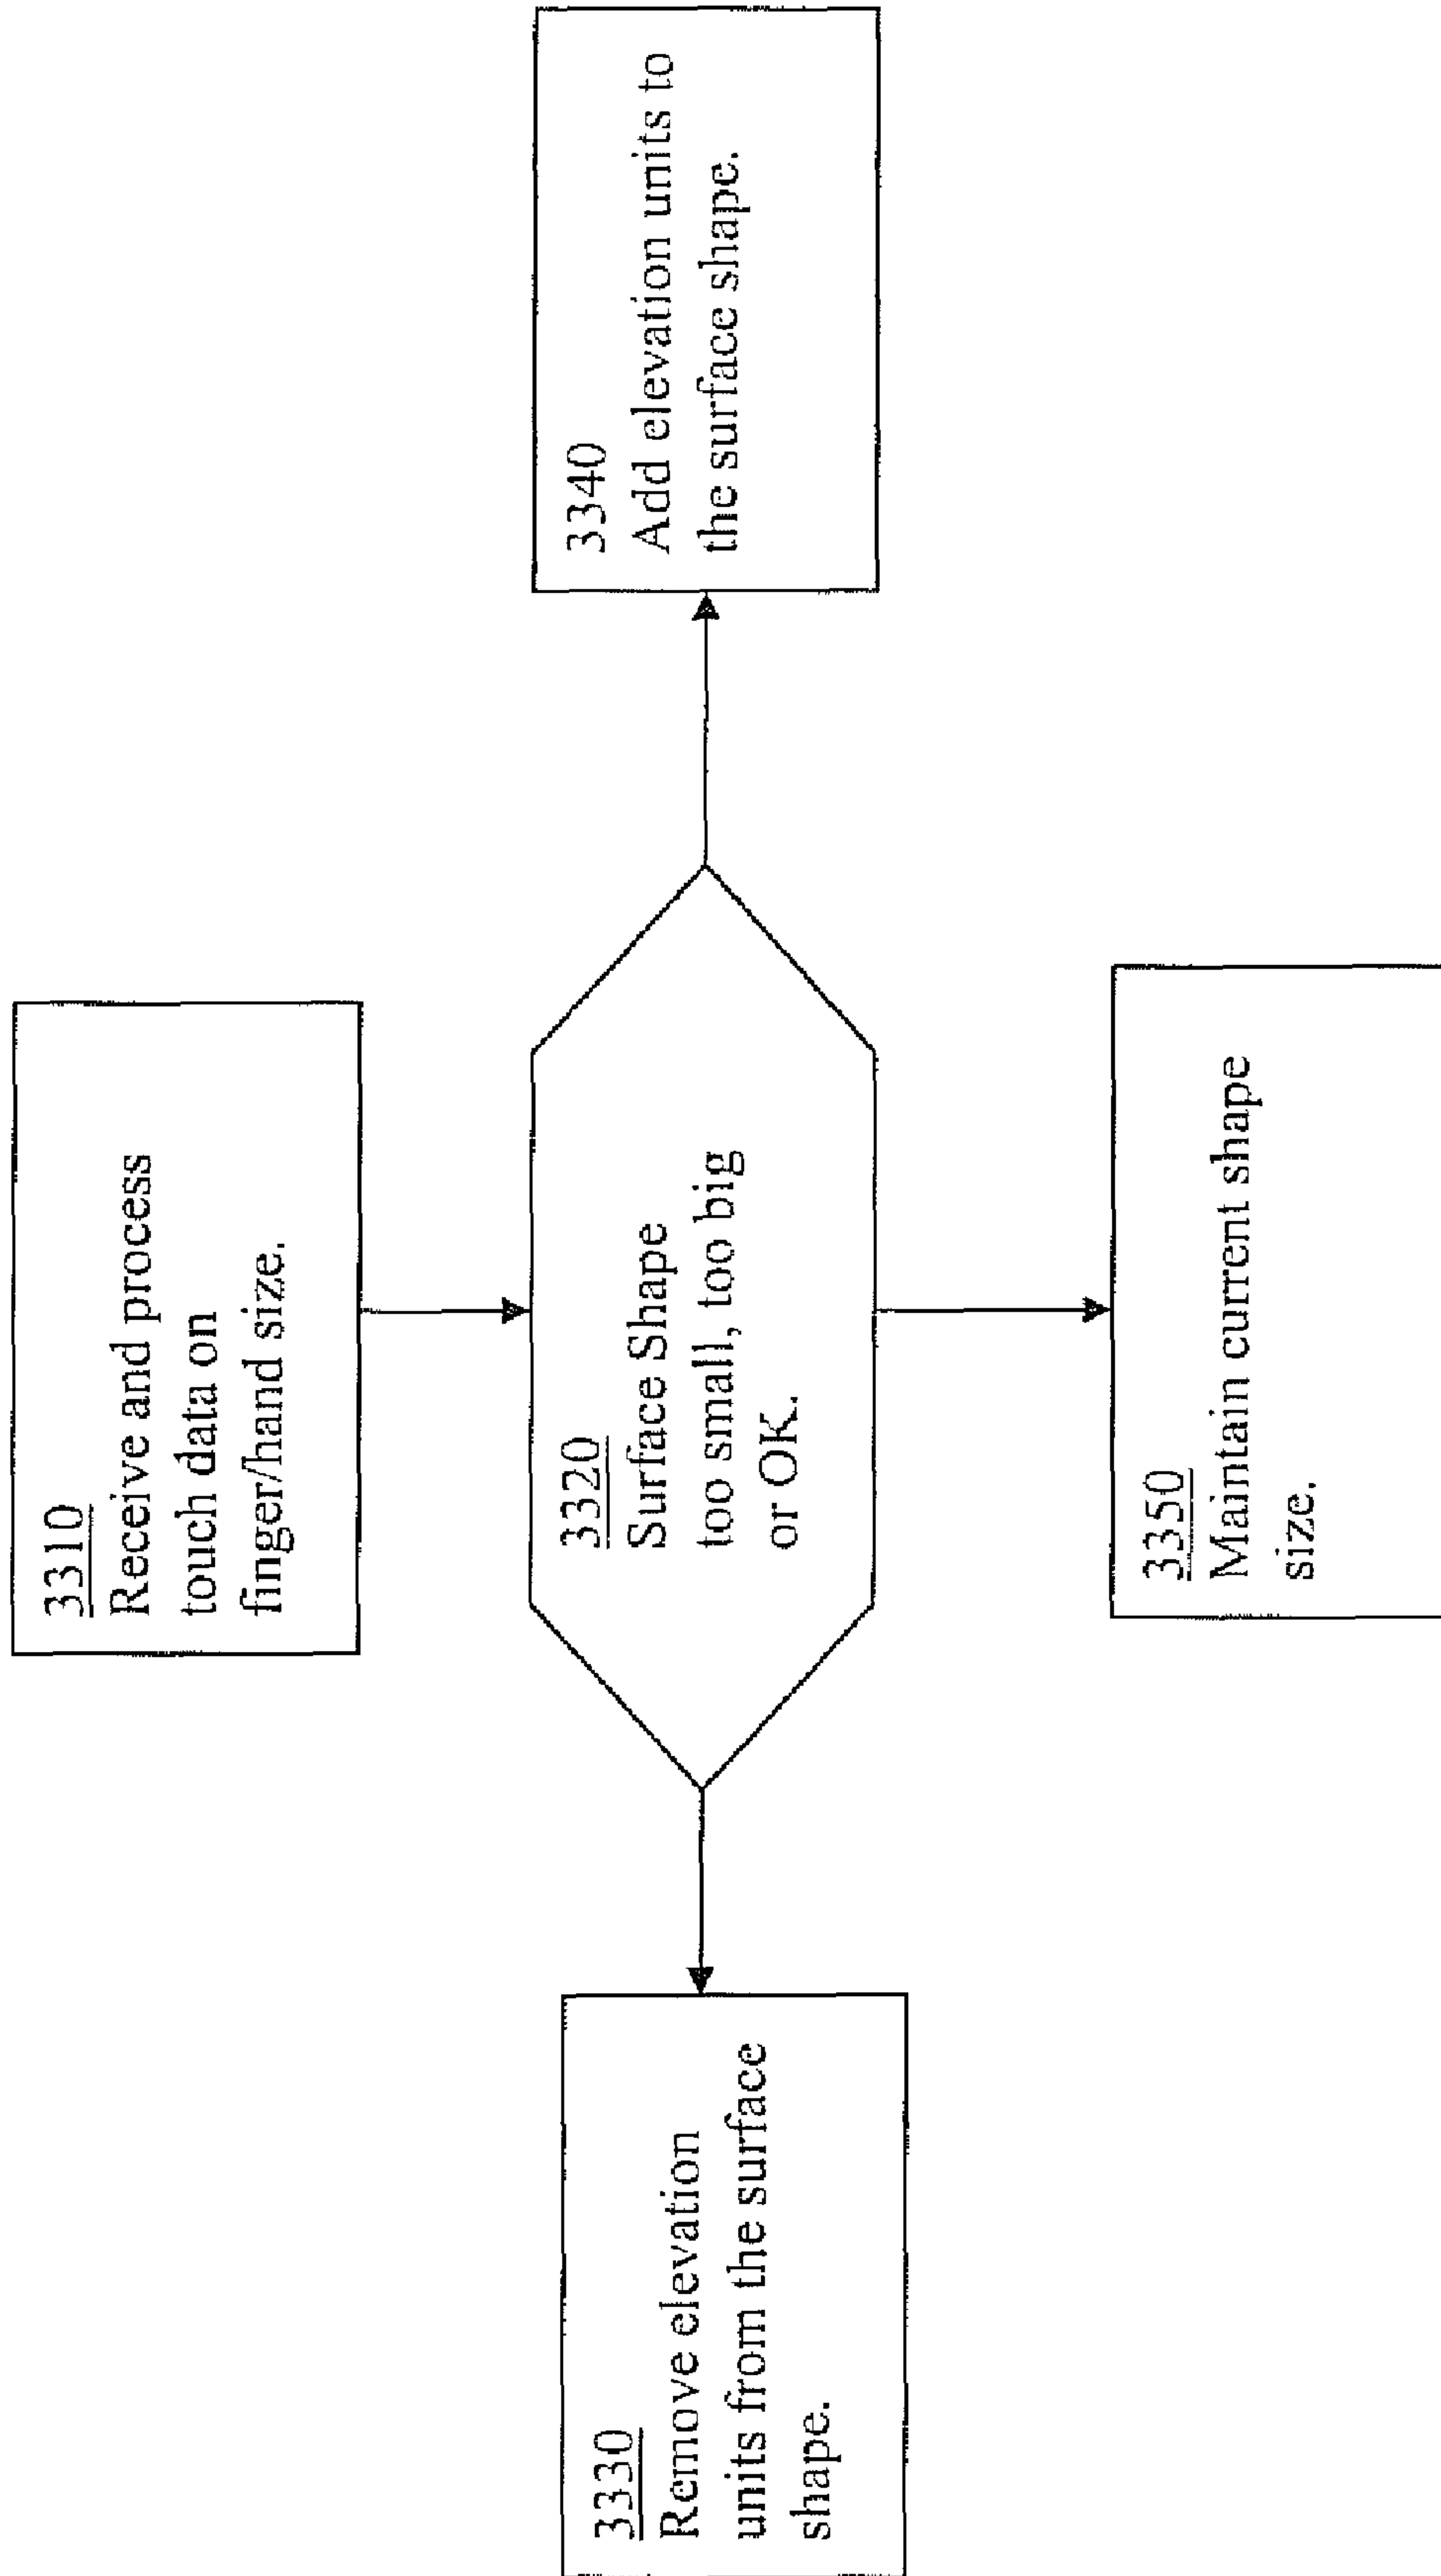 3310
Receive and process
touch data on
finger/hand size.
3320
Surface Shape
too small, too big
or OK.
3330
Remove elevation
units from the surface
shape.
3340
Add elevation units to
the surface shape.
3350
Maintain current shape
size.